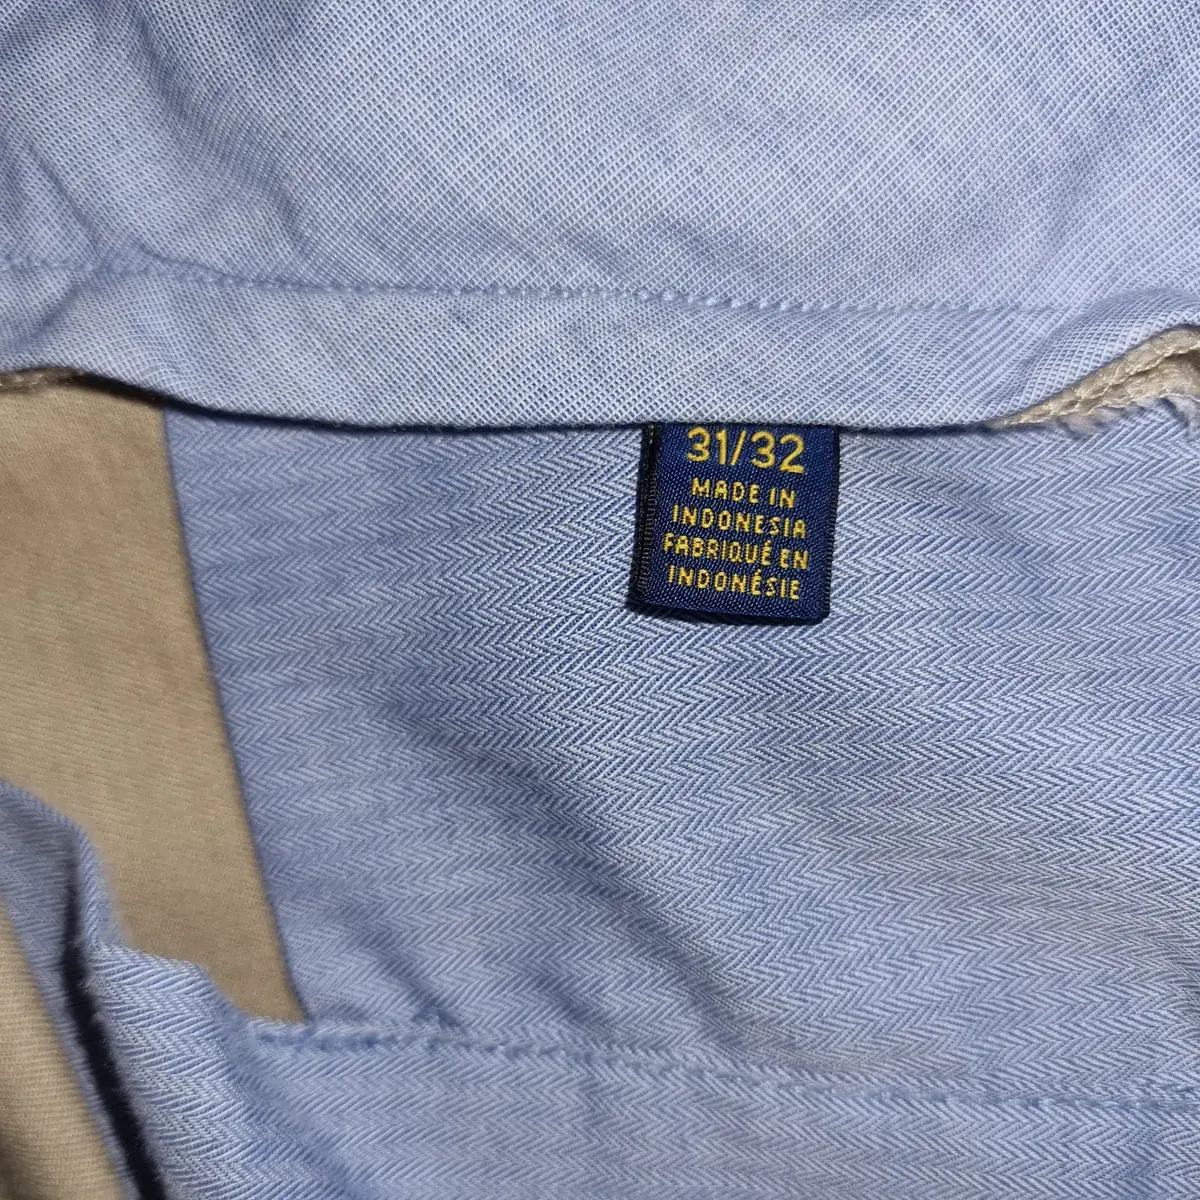 31/32
MADE IN
INDONESIA
FABRIQUÉ EN
INDONÉSIE